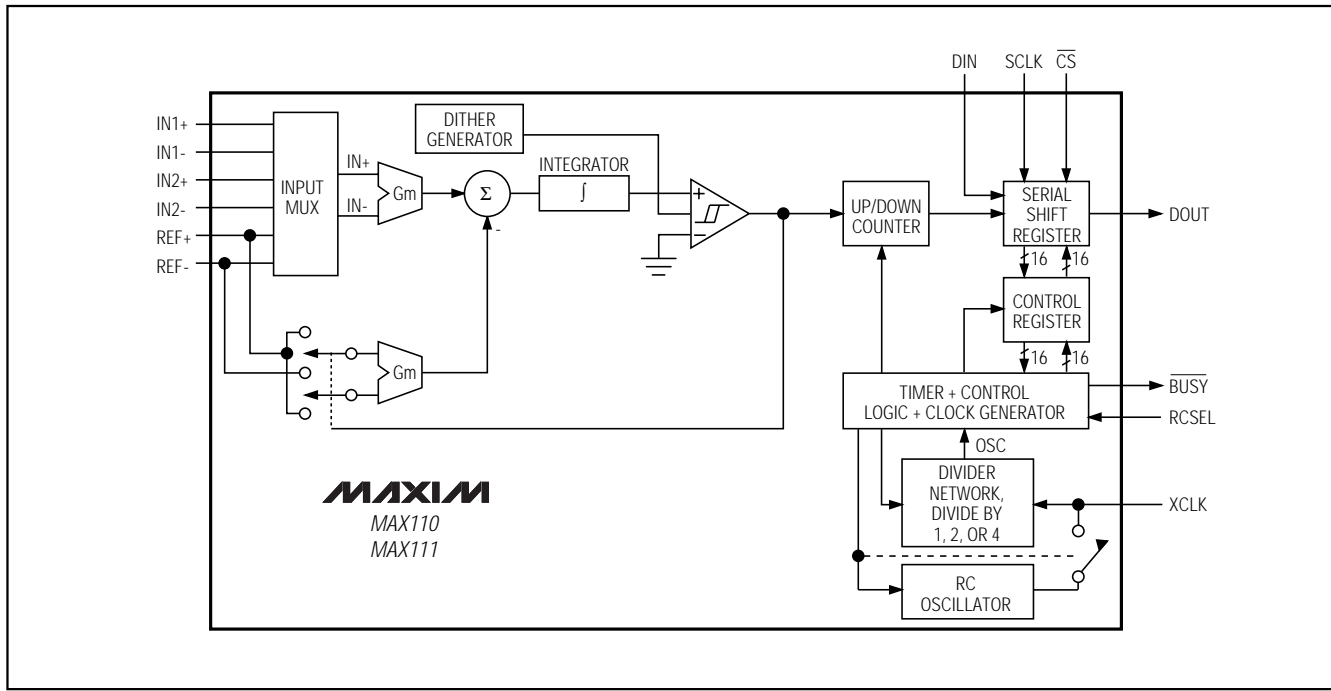 DIN
SCLK
C̅S̅
IN1+
IN1-
IN2+
IN2-
REF+
REF-
INPUT
MUX
IN+
IN-
Gm
DITHER
GENERATOR
Σ
-
INTEGRATOR
∫
+
−
UP/DOWN
COUNTER
SERIAL
SHIFT
REGISTER
DOUT
16
16
CONTROL
REGISTER
16
16
Gm
TIMER + CONTROL
LOGIC + CLOCK GENERATOR
B̅U̅S̅Y̅
RCSEL
OSC
DIVIDER
NETWORK,
DIVIDE BY
1, 2, OR 4
XCLK
RC
OSCILLATOR
MAXIM
MAX110
MAX111